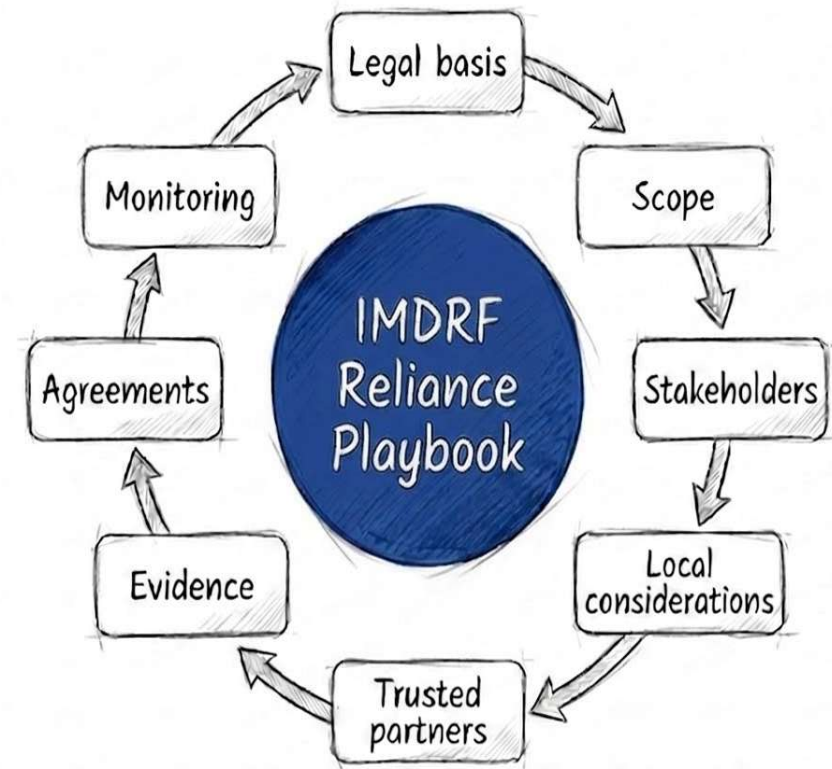 Legal basis
Scope
Stakeholders
Local
considerations
Trusted
partners
Evidence
Agreements
Monitoring
IMDRF
Reliance
Playbook